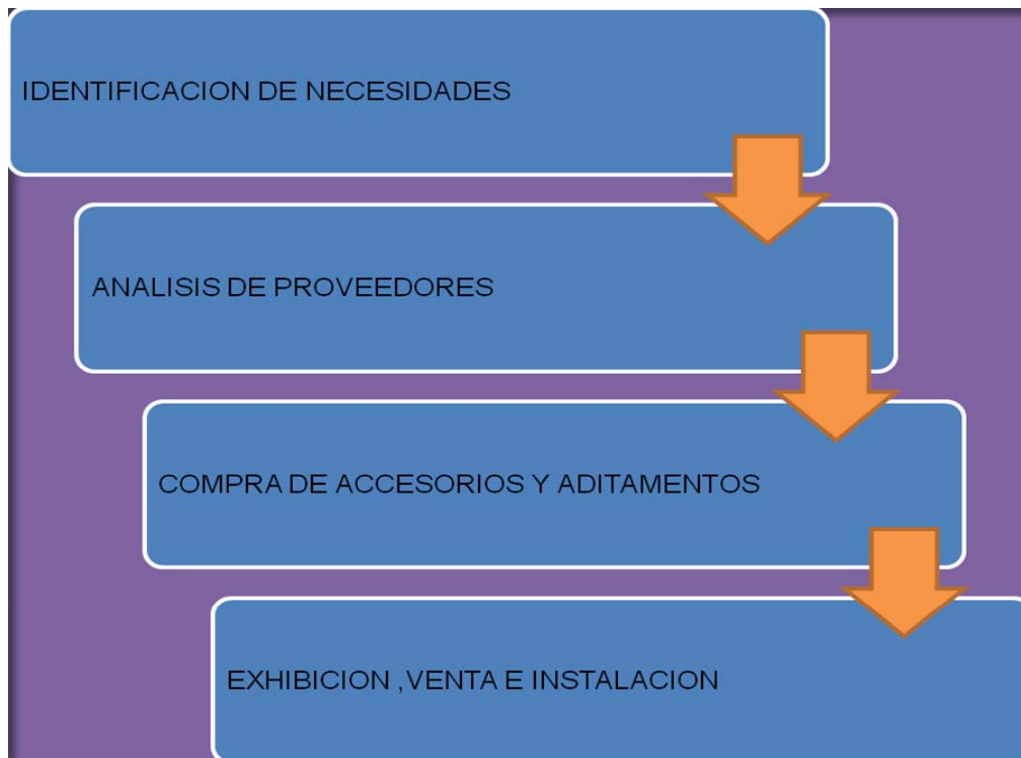 IDENTIFICACION DE NECESIDADES
ANALISIS DE PROVEEDORES
COMPRA DE ACCESORIOS Y ADITAMENTOS
EXHIBICION ,VENTA E INSTALACION